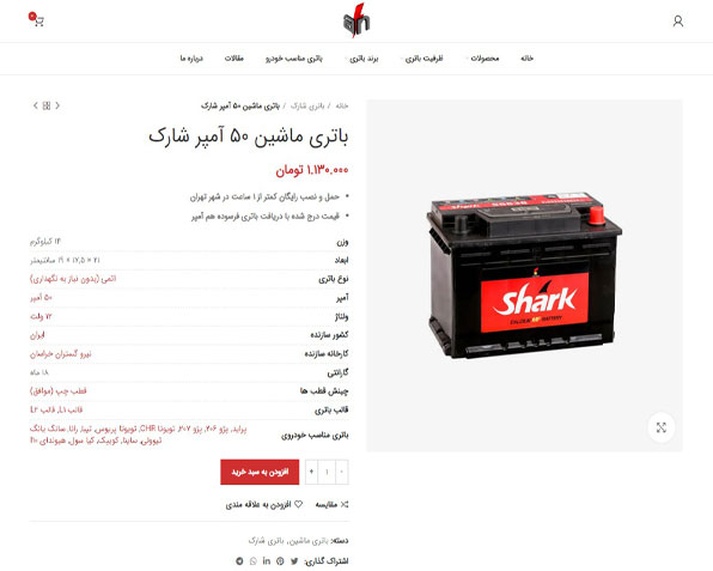 ۰
خانه محصولات ظرفیت باتری برند باتری باتری مناسب خودرو مقالات درباره ما
خانه / باتری شارک / باتری ماشین 50 آمپر شارک
باتری ماشین 50 آمپر شارک
۱.۱۳۰.۰۰۰ تومان
حمل و نصب رایگان کمتر از ۱ ساعت در شهر تهران
قیمت درج شده با دریافت باتری فرسوده هم آمپر
وزن ۱۴ کیلوگرم
ابعاد ۲۱ × ۱۷.۵ × ۱۹ سانتیمتر
نوع باتری اتمی (بدون نیاز به نگهداری)
آمپر ۵۰ آمپر
ولتاژ ۱۲ ولت
کشور سازنده ایران
کارخانه سازنده نیرو گستران خراسان
گارانتی ۱۸ ماه
چینش قطب ها قطب چپ (موافق)
قالب باتری قالب L1, قالب L2
باتری مناسب خودروی پراید, پژو ۲۰۶, پژو ۲۰۷, تویوتا CHR, تویوتا پریوس, تیبا, رانا, سانگ یانگ
تیوولی, ساینا, کوییک, کیا سول, هیوندای i10
- ۱ + افزودن به سبد خرید
مقایسه افزودن به علاقه مندی
دسته: باتری ماشین, باتری شارک
اشتراک گذاری:
Shark
Shark
CALCIUM BATTERY